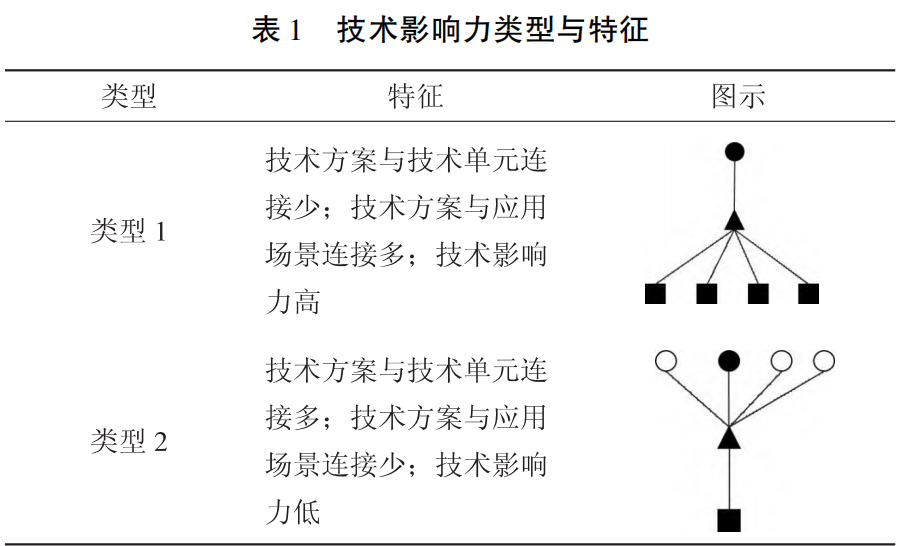 表 1 技术影响力类型与特征
类型 特征 图示
技术方案与技术单元连
接少；技术方案与应用
类型 1
场景连接多；技术影响
力高
技术方案与技术单元连
接多；技术方案与应用
类型 2
场景连接少；技术影响
力低